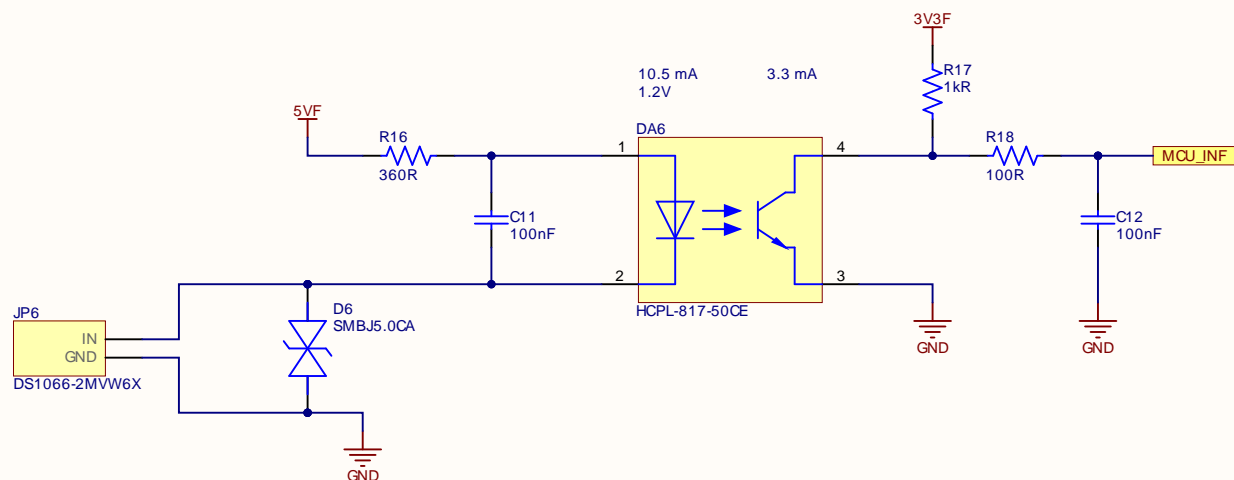 3V3F
10.5 mA
3.3 mA
1.2V
R17
1kR
5VF
DA6
R16
360R
1
4
R18
100R
MCU_INF
C11
100nF
C12
100nF
2
3
HCPL-817-50CE
D6
SMBJ5.0CA
JP6
IN
GND
DS1066-2MVW6X
GND
GND
GND